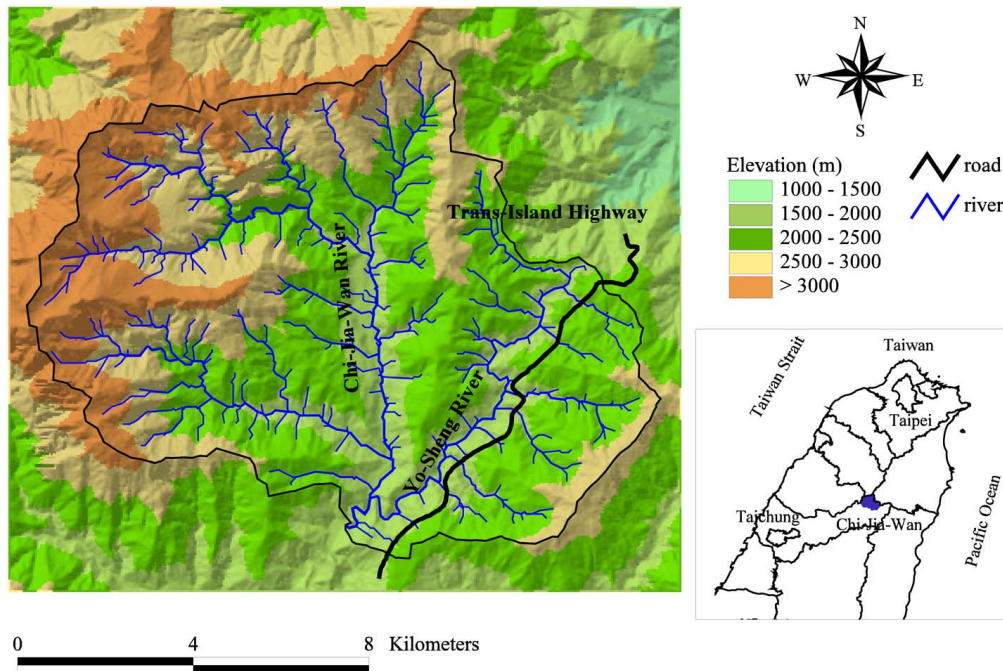 Trans-Island Highway
Chi-Jia-Wan River
Yo-Sheng River
0 4 8 Kilometers
N
W E
S
Elevation (m)
1000 - 1500
1500 - 2000
2000 - 2500
2500 - 3000
> 3000
road
river
Taiwan Strait
Taiwan
Taipei
Taichung
Chi-Jia-Wan
Pacific Ocean